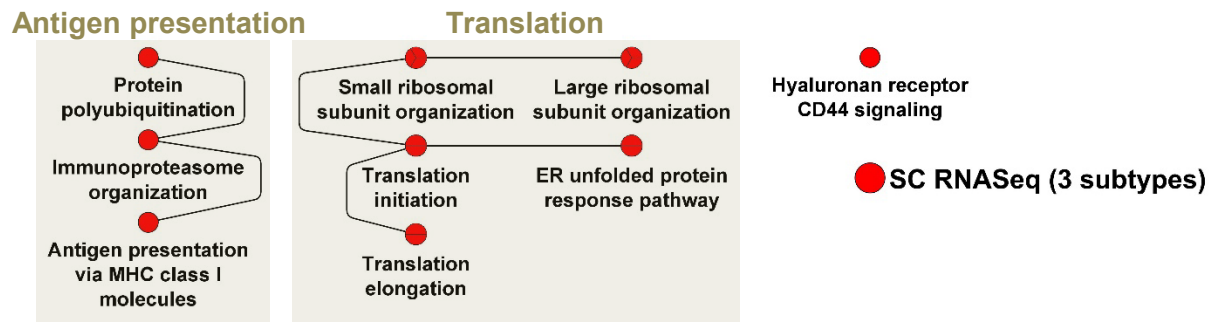 Antigen presentation
Protein
polyubiquitination
Immunoproteasome
organization
Antigen presentation
via MHC class I
molecules
Translation
Small ribosomal
subunit organization
Large ribosomal
subunit organization
Translation
initiation
ER unfolded protein
response pathway
Translation
elongation
Hyaluronan receptor
CD44 signaling
SC RNASeq (3 subtypes)